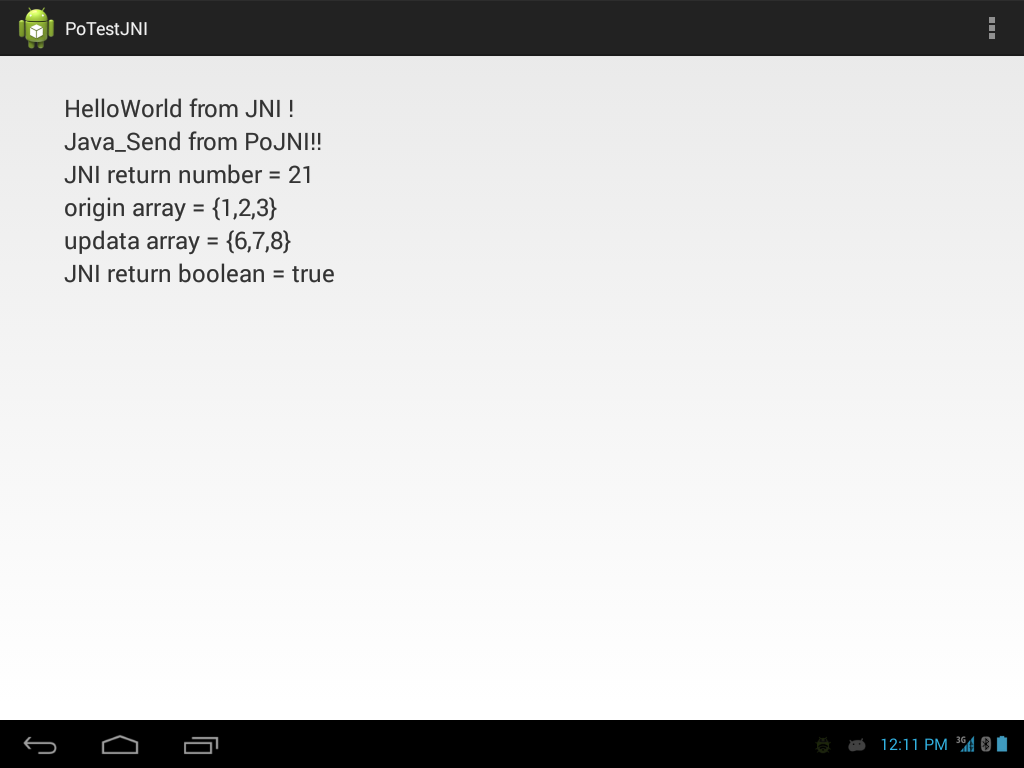 PoTestJNI
HelloWorld from JNI !
Java_Send from PoJNI!!
JNI return number = 21
origin array = {1,2,3}
updata array = {6,7,8}
JNI return boolean = true
12:11 PM 3G